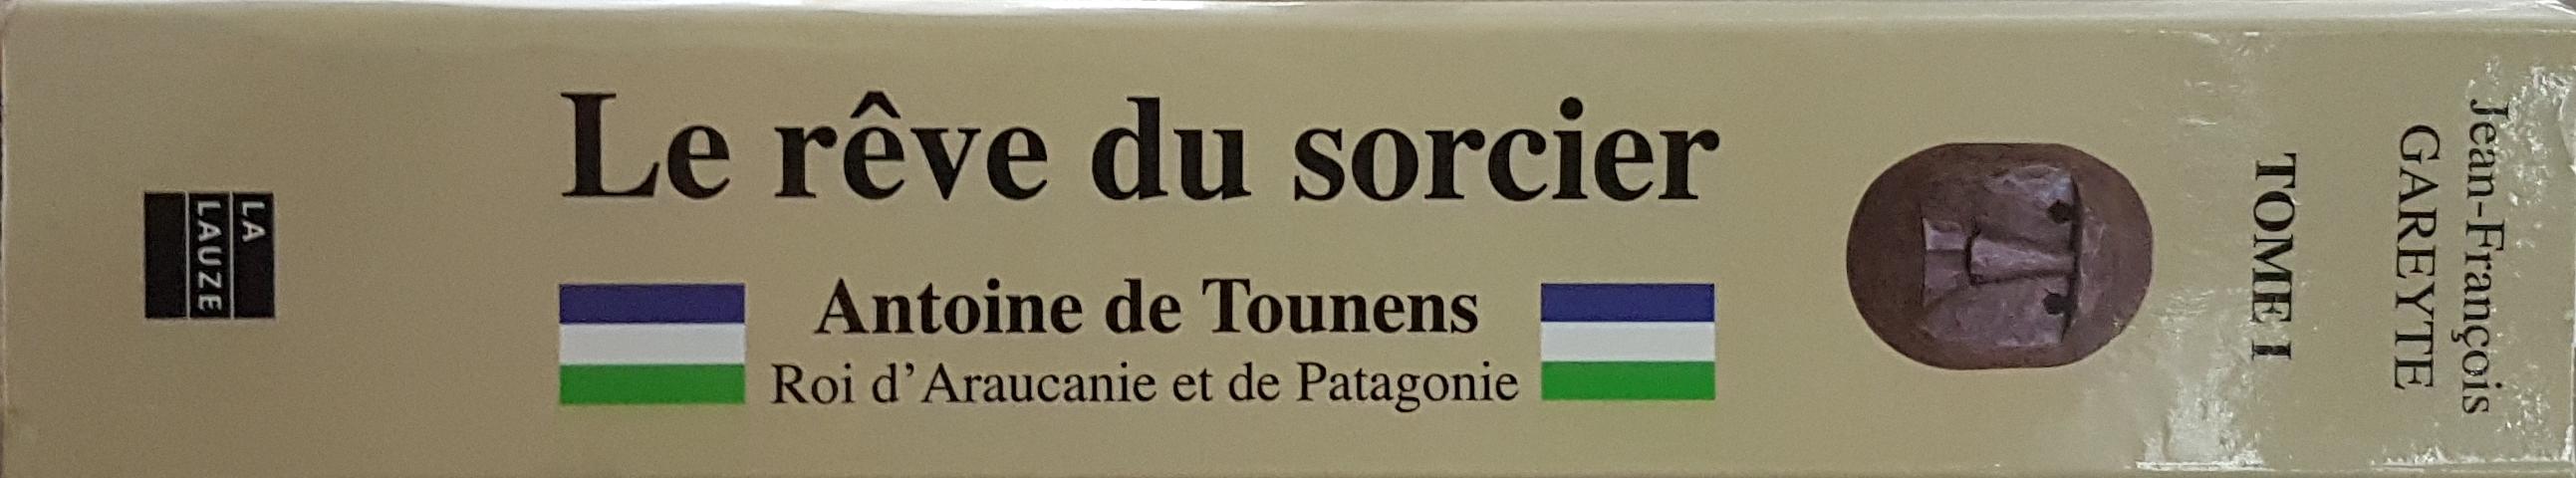 Jean-François
GAREYTE
TOME I
Le rêve du sorcier
Antoine de Tounens
Roi d'Araucanie et de Patagonie
LA
LAUZE